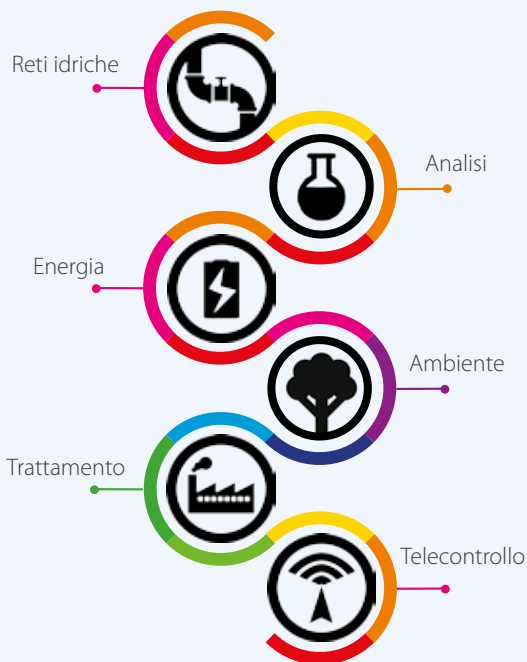 Reti idriche
Analisi
Energia
Ambiente
Trattamento
Telecontrollo